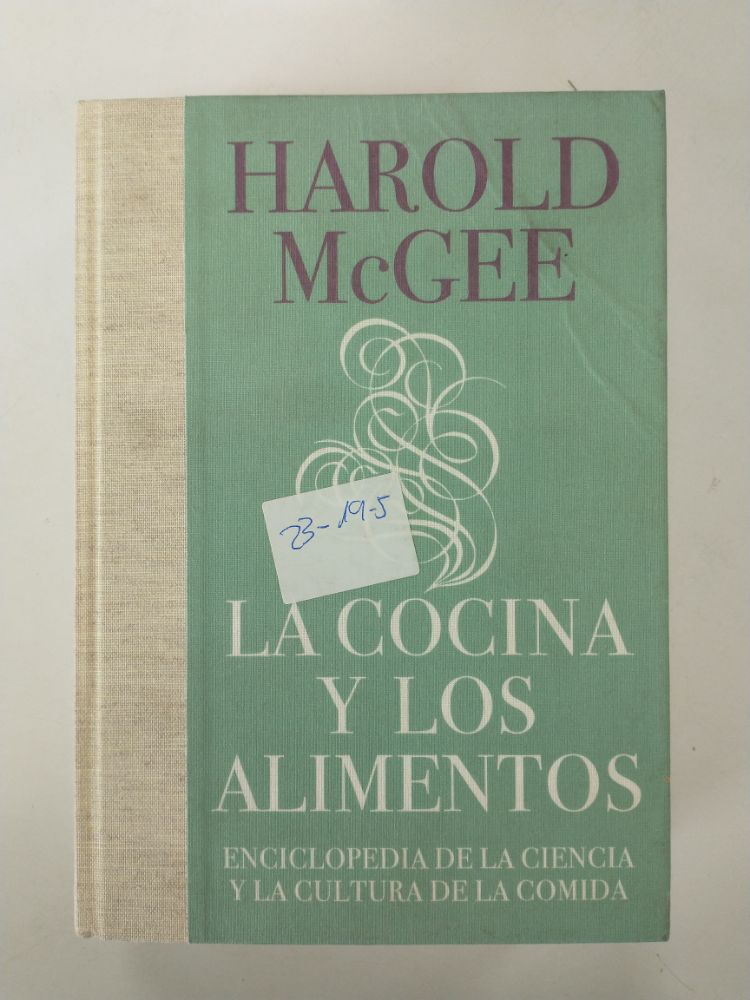 HAROLD
McGEE
23-19-5
LA COCINA
Y LOS
ALIMENTOS
ENCICLOPEDIA DE LA CIENCIA
Y LA CULTURA DE LA COMIDA